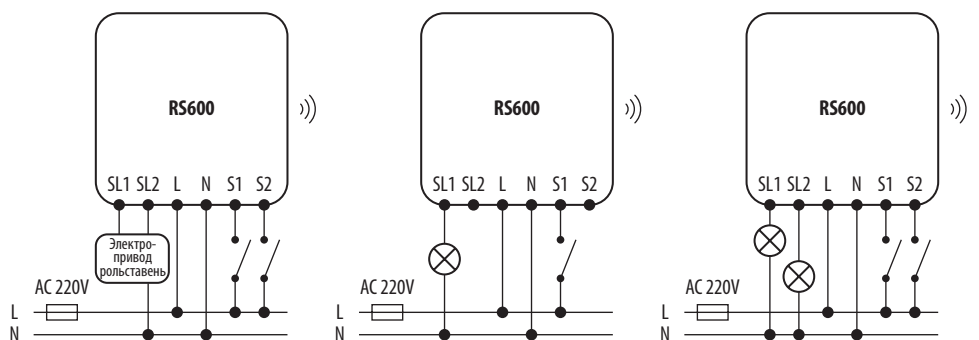 RS600
SL1 SL2 L N S1 S2
Электро-
привод
рольставень
AC 220V
L
N
RS600
SL1 SL2 L N S1 S2
AC 220V
L
N
RS600
SL1 SL2 L N S1 S2
AC 220V
L
N